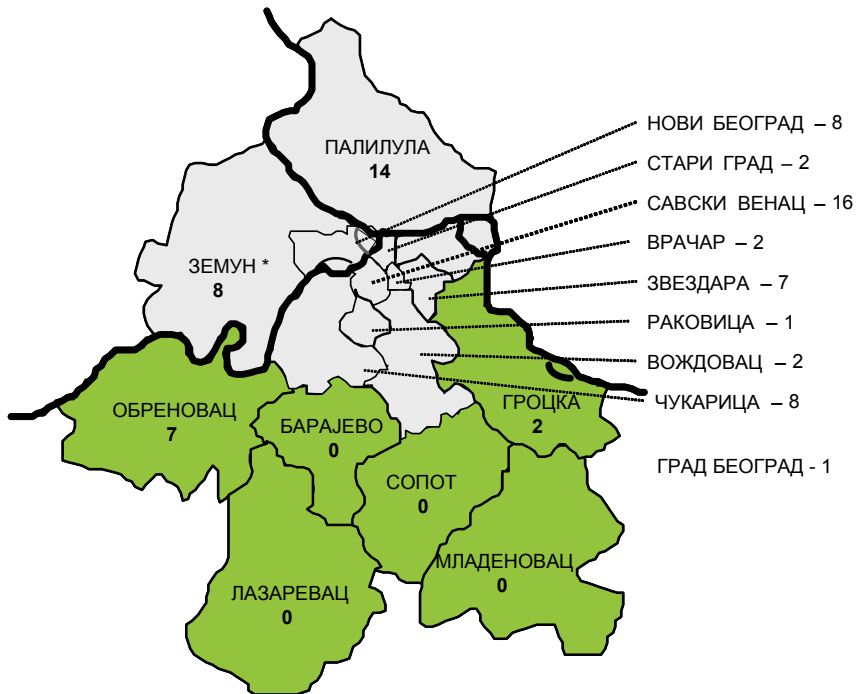 НОВИ БЕОГРАД – 8
ПАЛИЛУЛА
14
СТАРИ ГРАД – 2
САВСКИ ВЕНАЦ – 16
ВРАЧАР – 2
ЗЕМУН *
8
ЗВЕЗДАРА – 7
РАКОВИЦА – 1
ВОЖДОВАЦ – 2
ЧУКАРИЦА – 8
ОБРЕНОВАЦ
7
БАРАЈЕВО
0
ГРОЦКА
2
ГРАД БЕОГРАД - 1
СОПОТ
0
МЛАДЕНОВАЦ
0
ЛАЗАРЕВАЦ
0